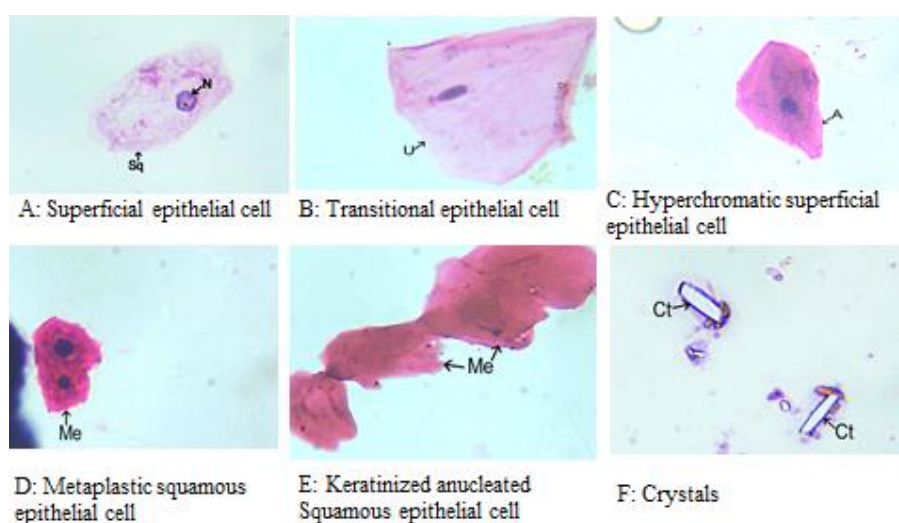 N
Sq
A: Superficial epithelial cell
U
B: Transitional epithelial cell
A
C: Hyperchromatic superficial
epithelial cell
Me
D: Metaplastic squamous
epithelial cell
Me
E: Keratinized anucleated
Squamous epithelial cell
Ct
Ct
F: Crystals